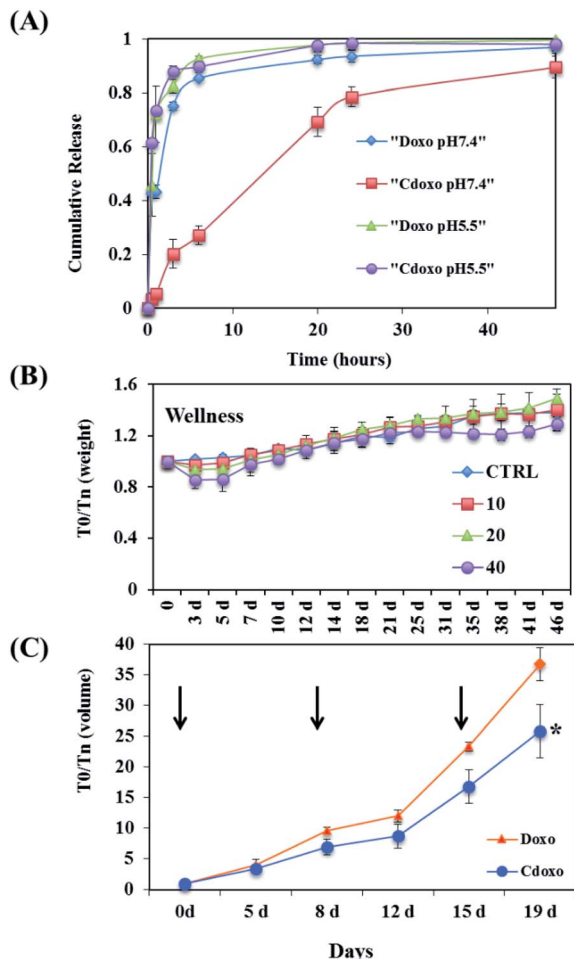 (A)
1
0.8
0.6
0.4
0.2
0
Cumulative Release
"Doxo pH7.4"
"Cdoxo pH7.4"
"Doxo pH5.5"
"Cdoxo pH5.5"
0 20 40
Time (hours)
(B)
1.6
1.2
0.8
0.4
0
T0/Tn (weight)
Wellness
CTRL
10
20
40
0 3 d 5 d 7 d 10 d 12 d 14 d 18 d 21 d 25 d 31 d 35 d 38 d 41 d 46 d
(C)
40
35
30
25
20
15
10
5
0
T0/Tn (volume)
*
Doxo
Cdoxo
0d 5 d 8 d 12 d 15 d 19 d
Days